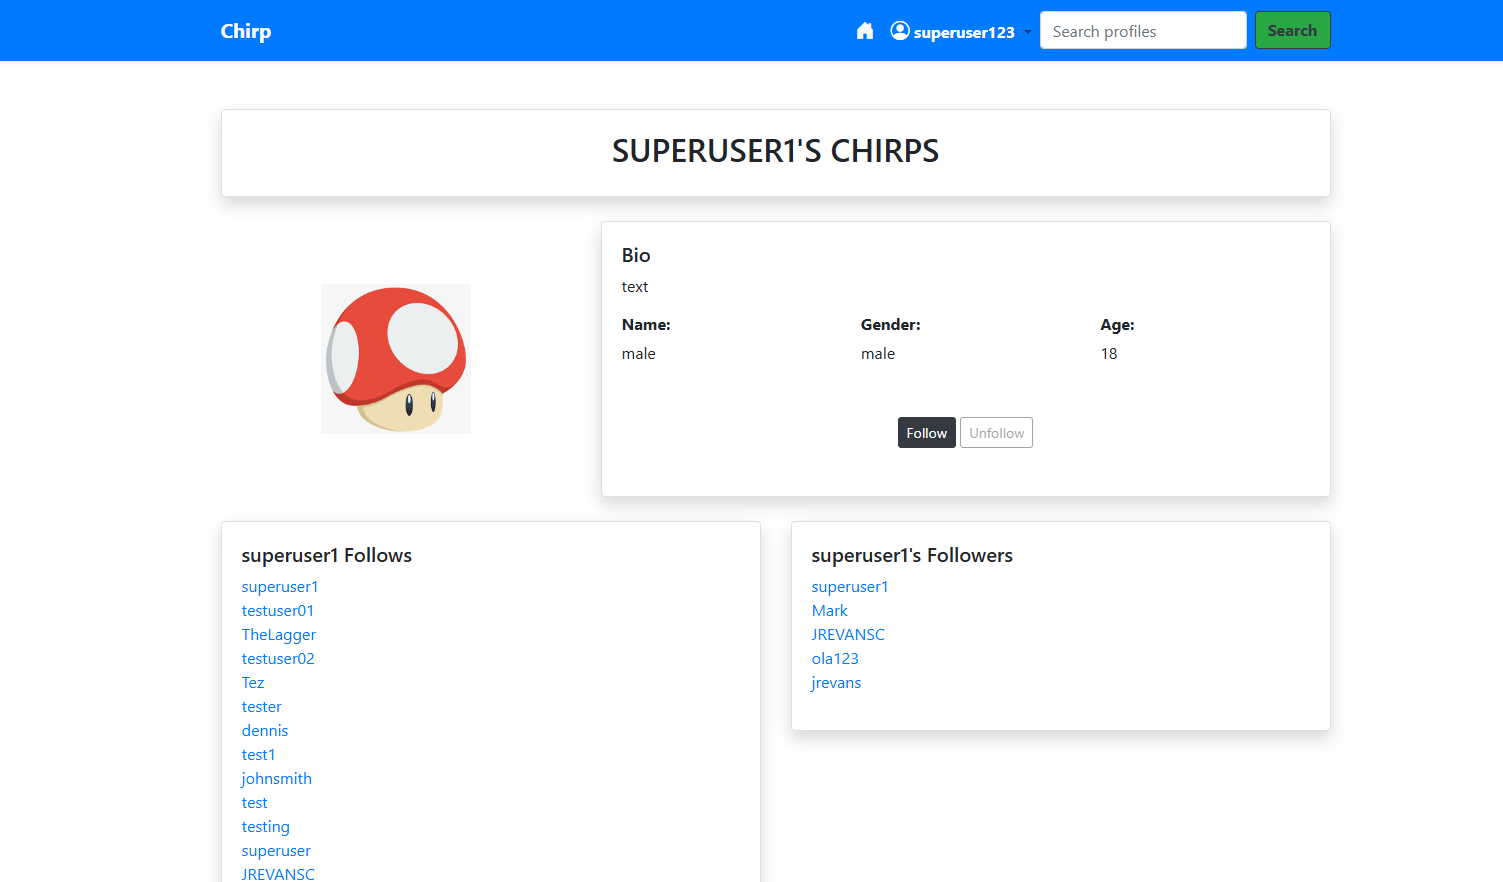 Chirp
superuser123
Search profiles
Search
SUPERUSER1'S CHIRPS
Bio
text
Name: Gender: Age:
male male 18
Follow Unfollow
superuser1 Follows
superuser1
testuser01
TheLagger
testuser02
Tez
tester
dennis
test1
johnsmith
test
testing
superuser
JREVANSC
superuser1's Followers
superuser1
Mark
JREVANSC
ola123
jrevans